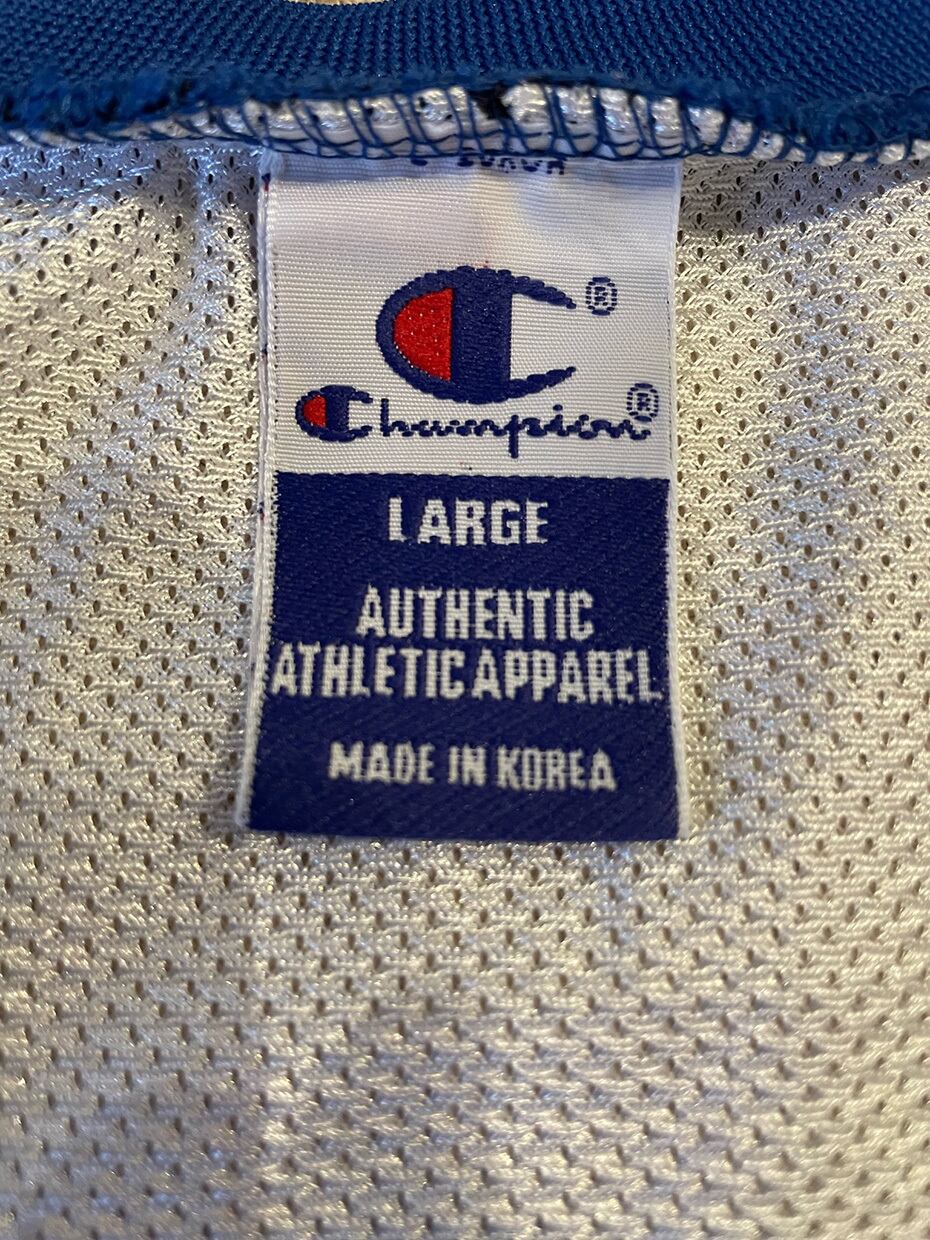 C®
Champion®
LARGE
AUTHENTIC
ATHLETIC APPAREL
MADE IN KOREA